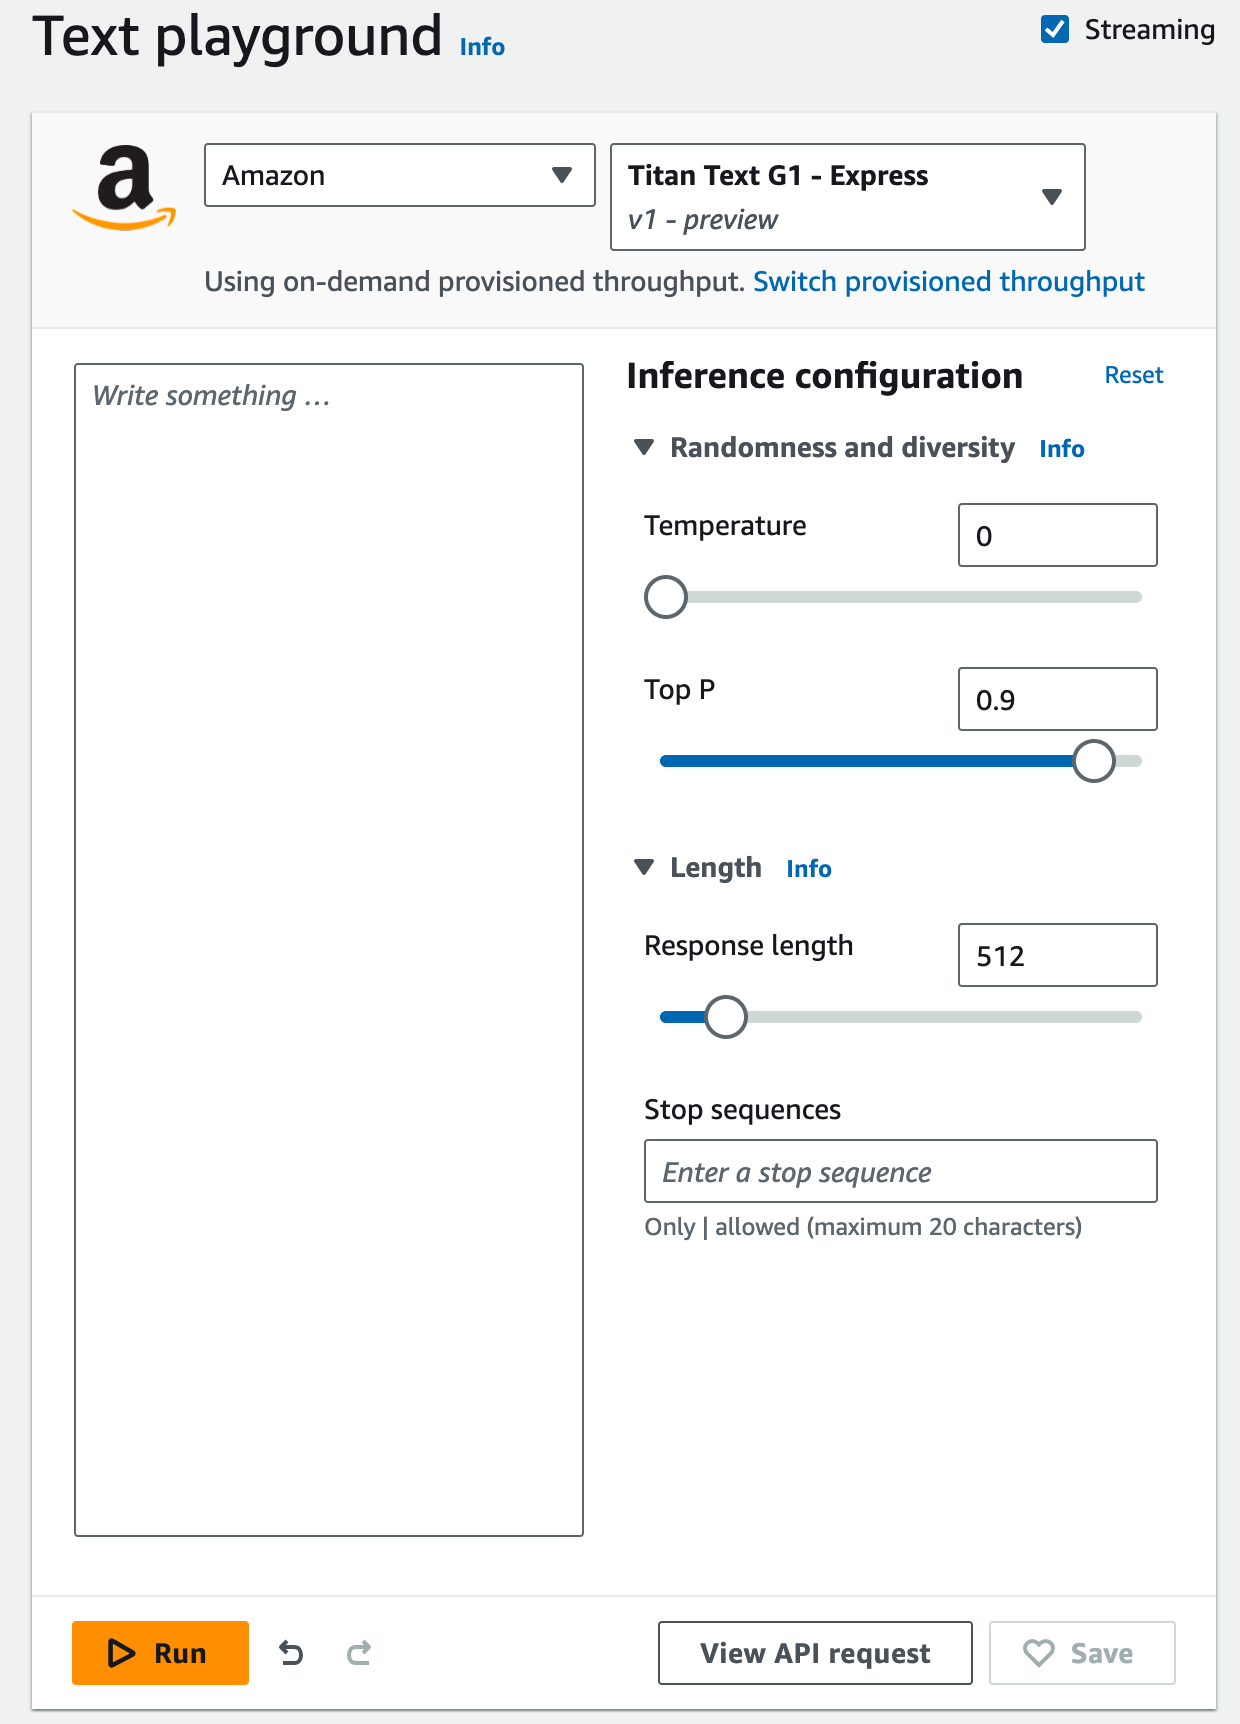 Text playground Info
Streaming
Amazon
Titan Text G1 - Express
v1 - preview
Using on-demand provisioned throughput. Switch provisioned throughput
Write something ...
Inference configuration Reset
Randomness and diversity Info
Temperature
0
Top P
0.9
Length Info
Response length
512
Stop sequences
Enter a stop sequence
Only | allowed (maximum 20 characters)
Run
View API request
Save